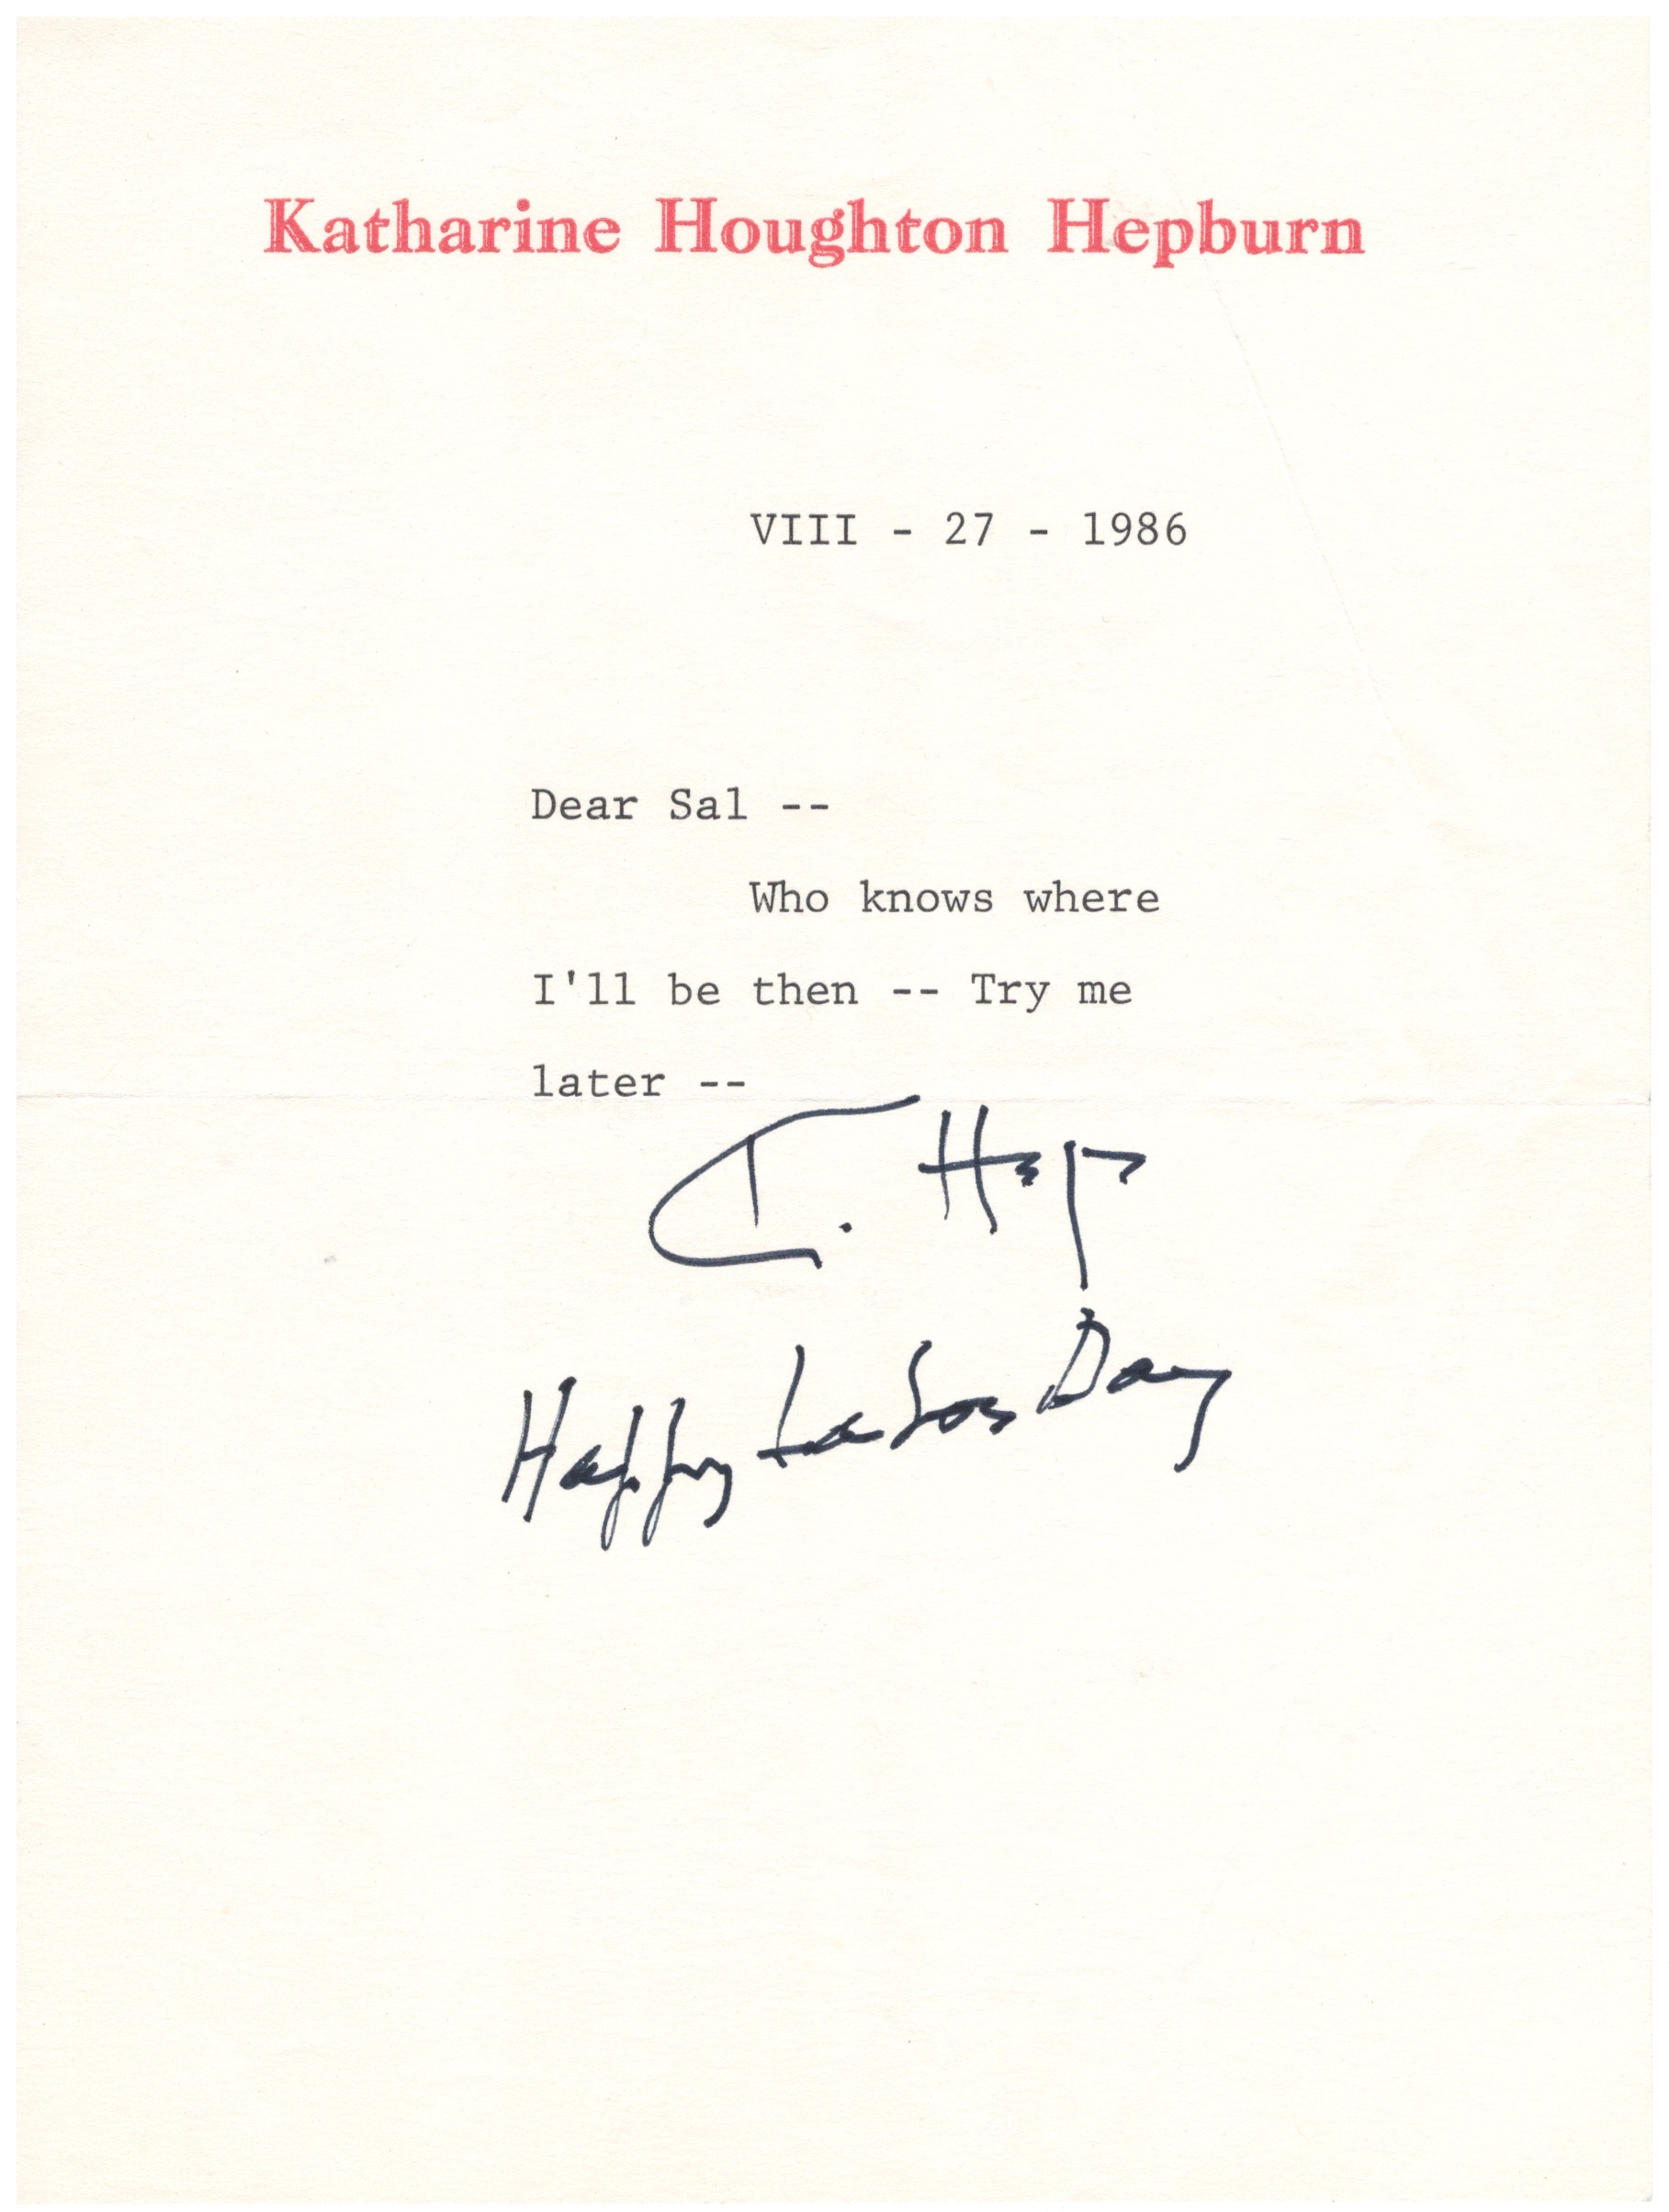 Katharine Houghton Hepburn
VIII - 27 - 1986
Dear Sal --
Who knows where
I'll be then -- Try me
later --
K. Hep
Happy Labor Day